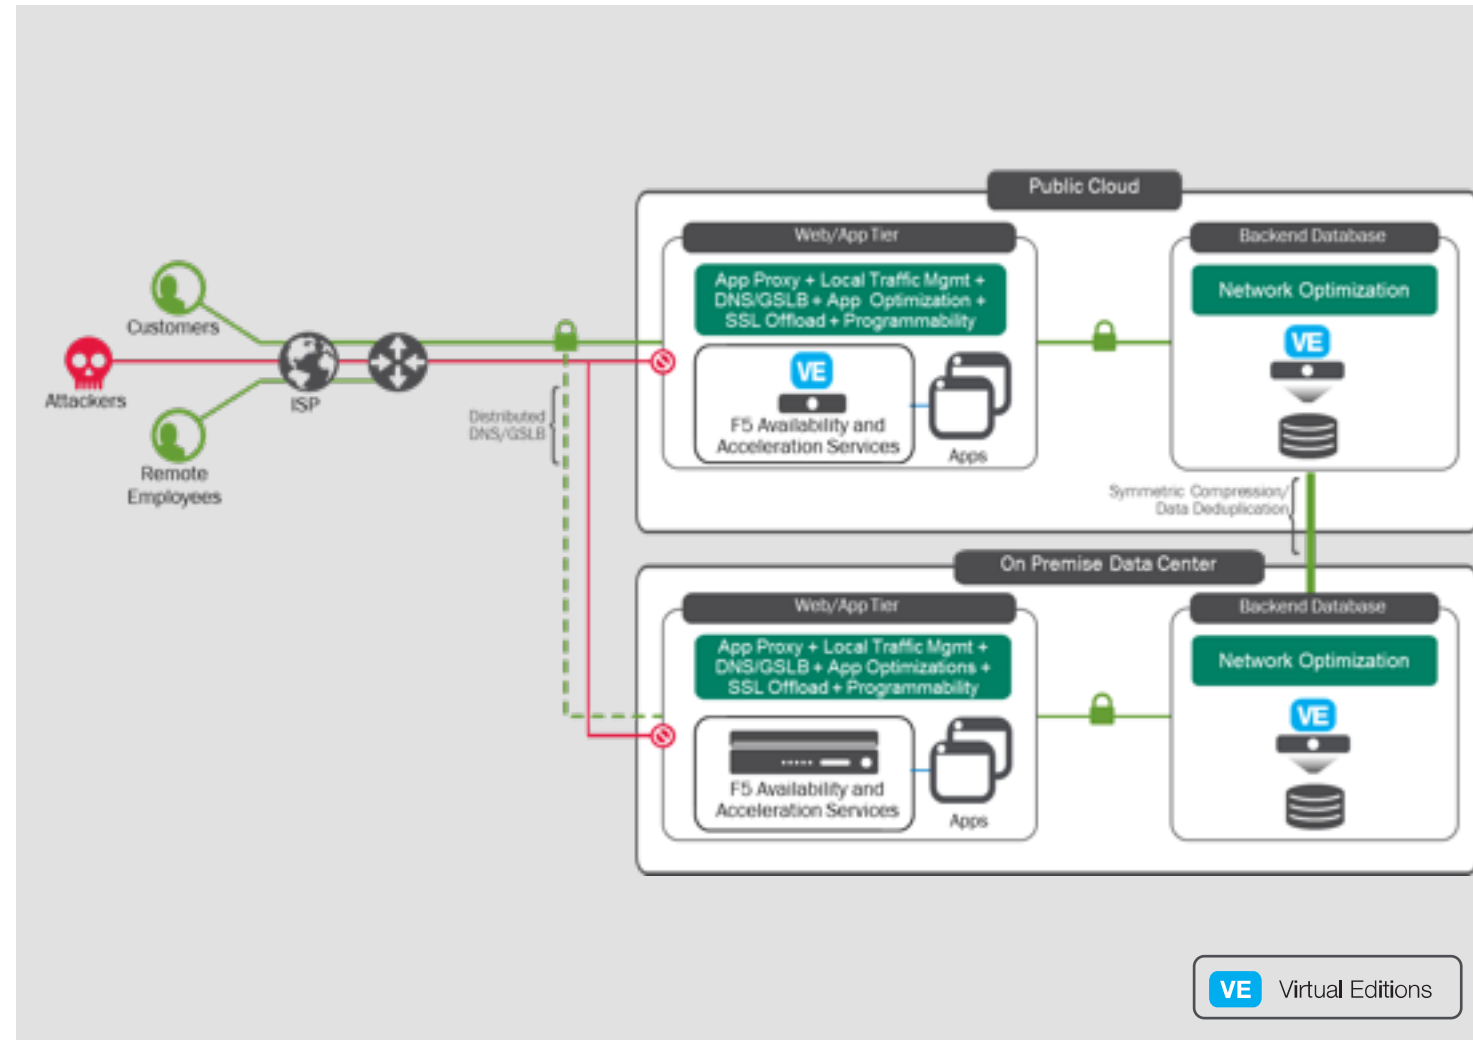 Public Cloud
Web/App Tier
Backend Database
App Proxy + Local Traffic Mgmt +
DNS/GSLB + App Optimization +
SSL Offload + Programmability
Network Optimization
Customers
VE
VE
Attackers
ISP
Distributed
DNS/GSLB
F5 Availability and
Acceleration Services
Apps
Remote
Employees
Symmetric Compression/
Data Deduplication
On Premise Data Center
Web/App Tier
Backend Database
App Proxy + Local Traffic Mgmt +
DNS/GSLB + App Optimizations +
SSL Offload + Programmability
Network Optimization
VE
F5 Availability and
Acceleration Services
Apps
VE Virtual Editions